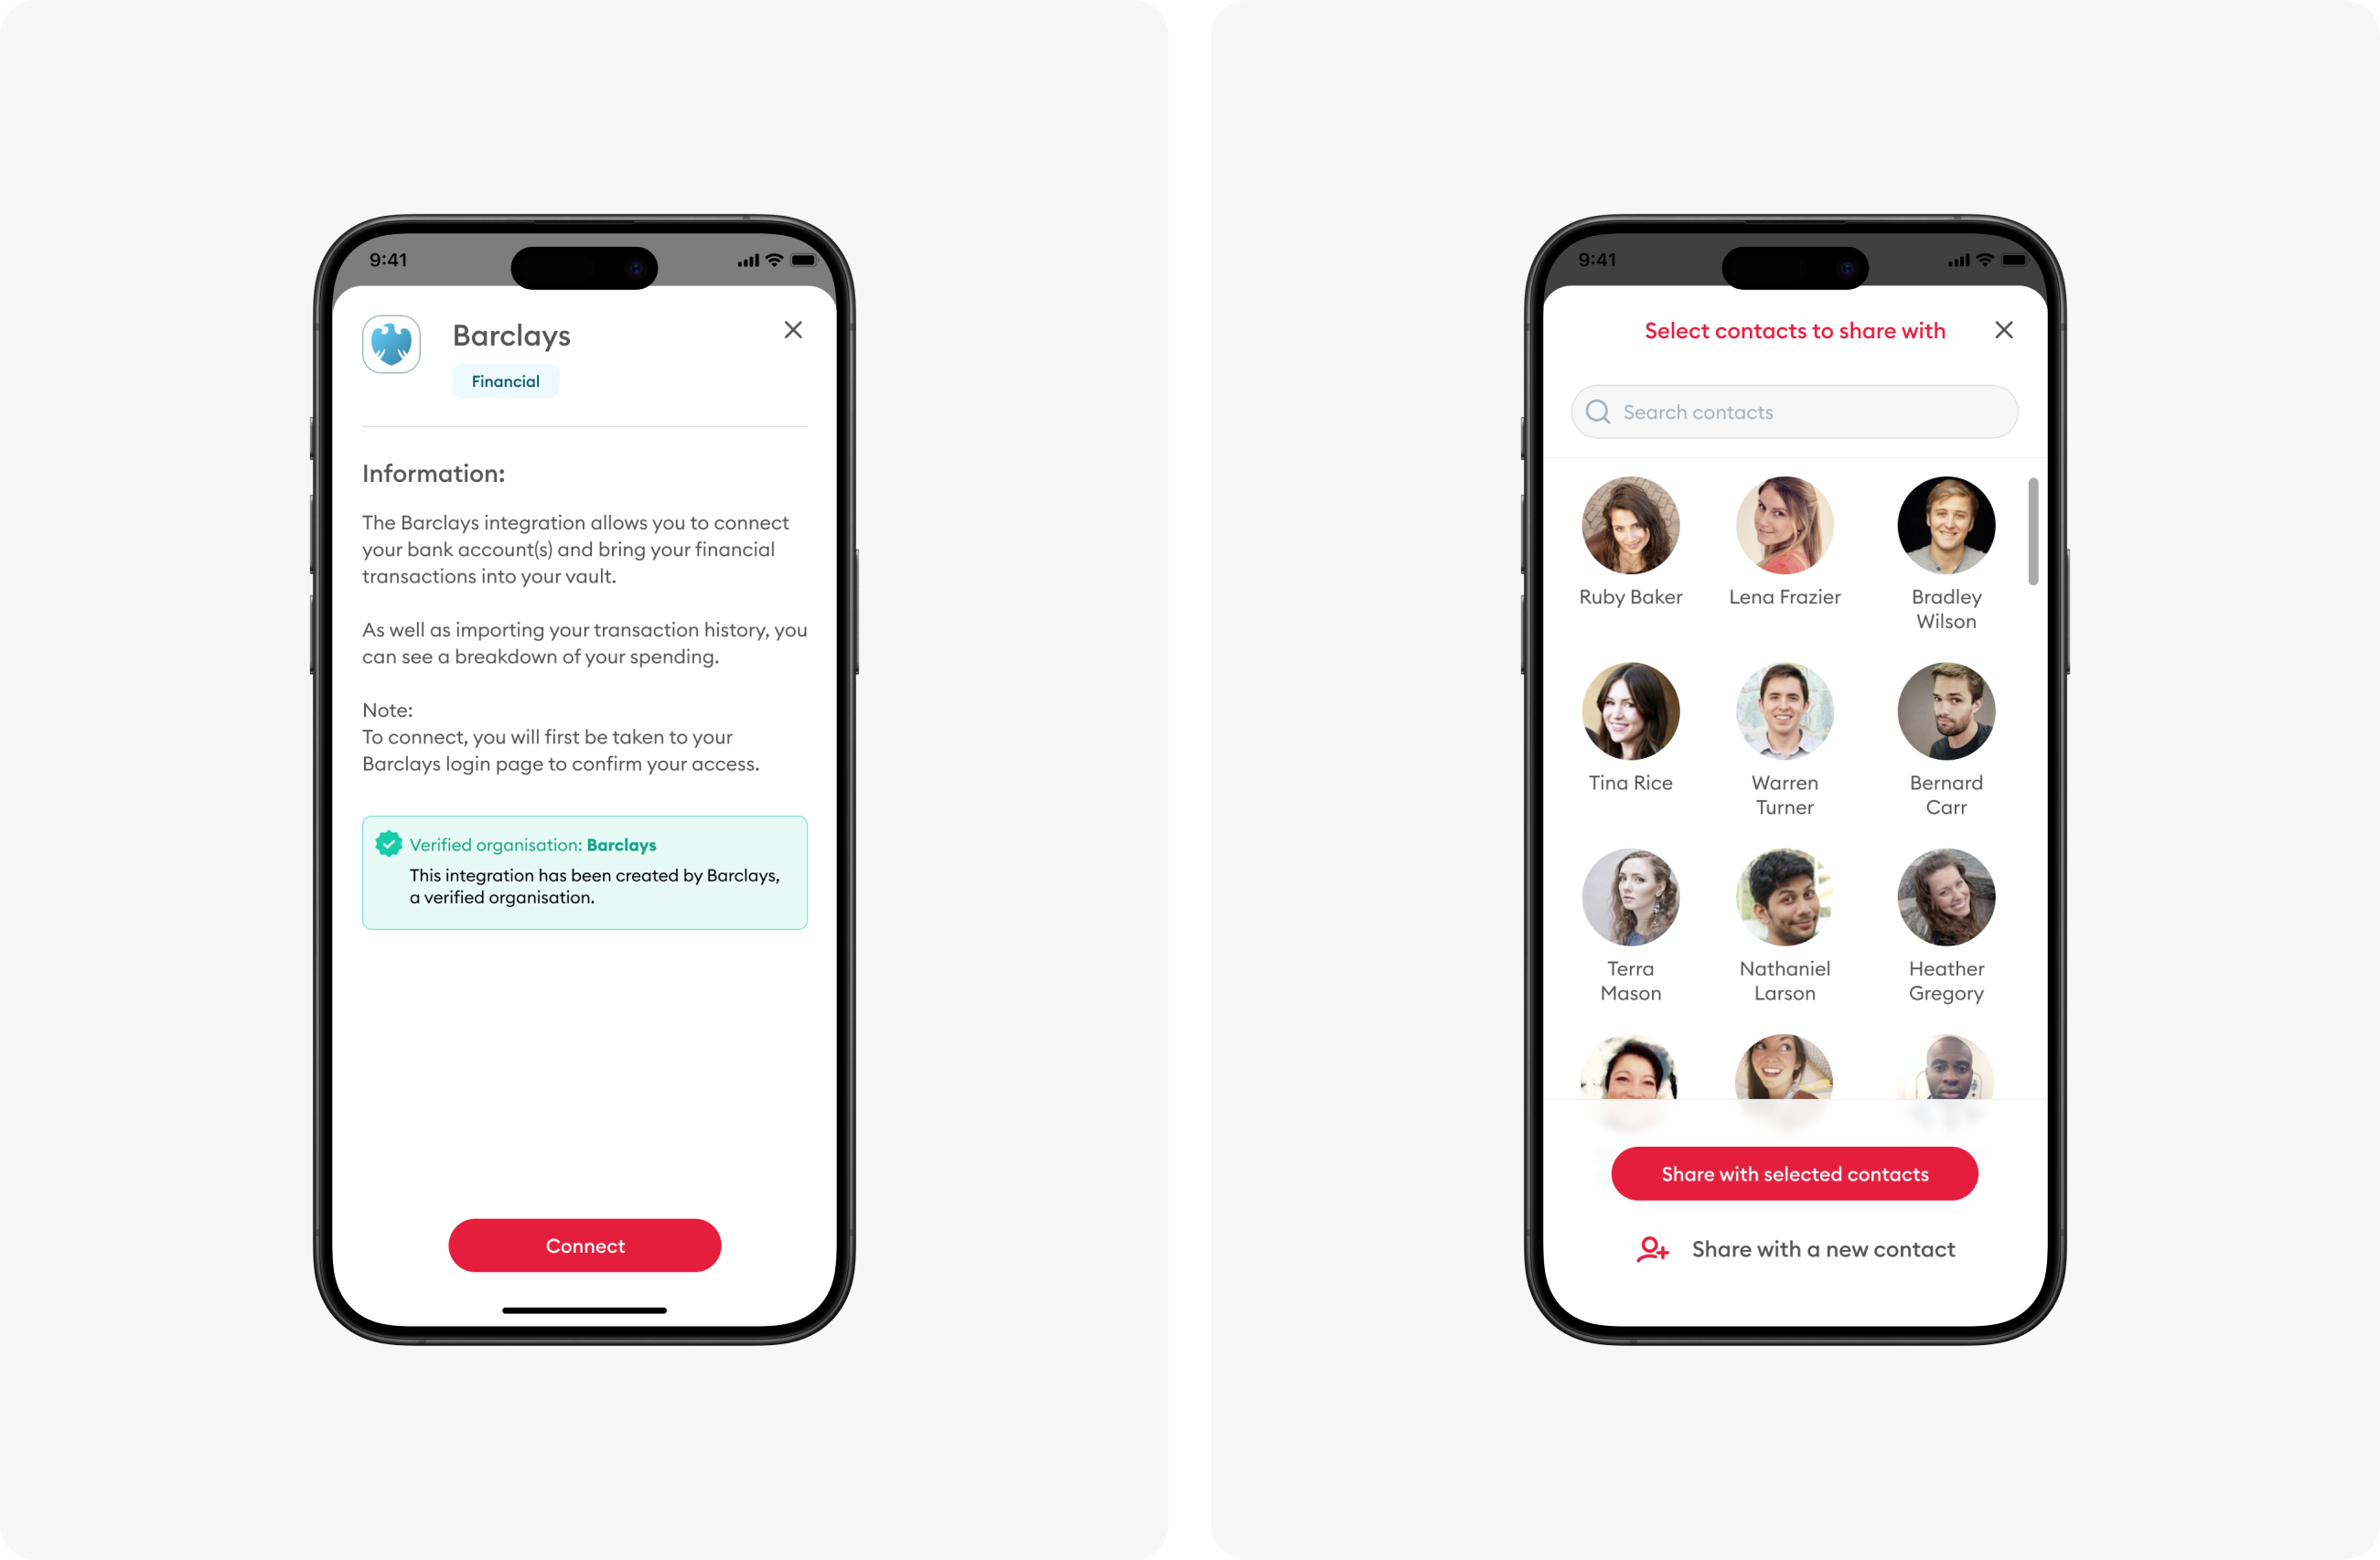 9:41
Barclays
Financial
Information:
The Barclays integration allows you to connect
your bank account(s) and bring your financial
transactions into your vault.
As well as importing your transaction history, you
can see a breakdown of your spending.
Note:
To connect, you will first be taken to your
Barclays login page to confirm your access.
Verified organisation: Barclays
This integration has been created by Barclays,
a verified organisation.
Connect
9:41
Select contacts to share with
Search contacts
Ruby Baker
Lena Frazier
Bradley
Wilson
Tina Rice
Warren
Turner
Bernard
Carr
Terra
Mason
Nathaniel
Larson
Heather
Gregory
Share with selected contacts
Share with a new contact